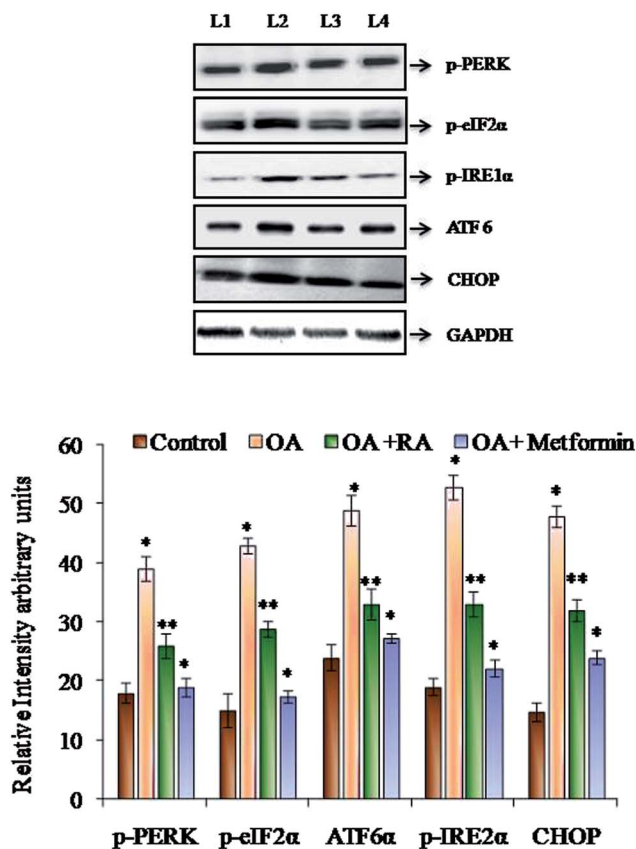 L1 L2 L3 L4
p-PERK
p-eIF2α
p-IRE1α
ATF6
CHOP
GAPDH
Control OA OA +RA OA+ Metformin
Relative Intensity arbitrary units
60
50
40
30
20
10
0
* ** * * ** * * ** * * ** * * ** *
p-PERK p-eIF2α ATF6α p-IRE2α CHOP